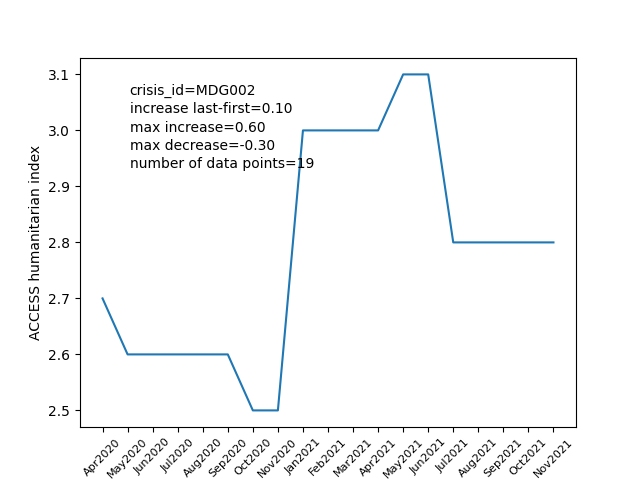 crisis_id=MDG002
increase last-first=0.10
max increase=0.60
max decrease=-0.30
number of data points=19
ACCESS humanitarian index
3.1
3.0
2.9
2.8
2.7
2.6
2.5
Apr2020
May2020
Jun2020
Jul2020
Aug2020
Sep2020
Oct2020
Nov2020
Jan2021
Feb2021
Mar2021
Apr2021
May2021
Jun2021
Jul2021
Aug2021
Sep2021
Oct2021
Nov2021